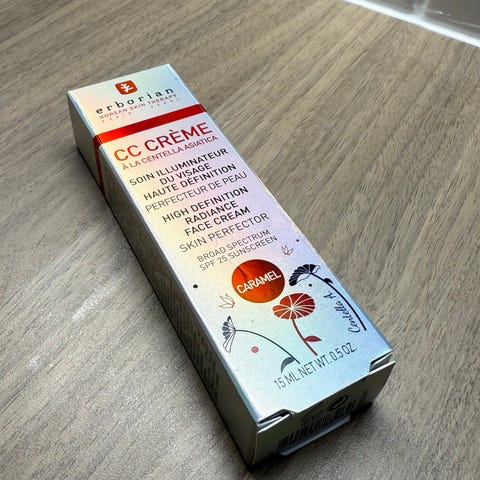 erborian
KOREAN SKIN THERAPY
PARIS - SEOUL
CC CRÈME
À LA CENTELLA ASIATICA
SOIN ILLUMINATEUR
DU VISAGE
HAUTE DÉFINITION
PERFECTEUR DE PEAU
HIGH DEFINITION
RADIANCE
FACE CREAM
SKIN PERFECTOR
BROAD SPECTRUM
SPF 25 SUNSCREEN
CARAMEL
Centella A.
15 ML NET WT. 0.5 OZ.